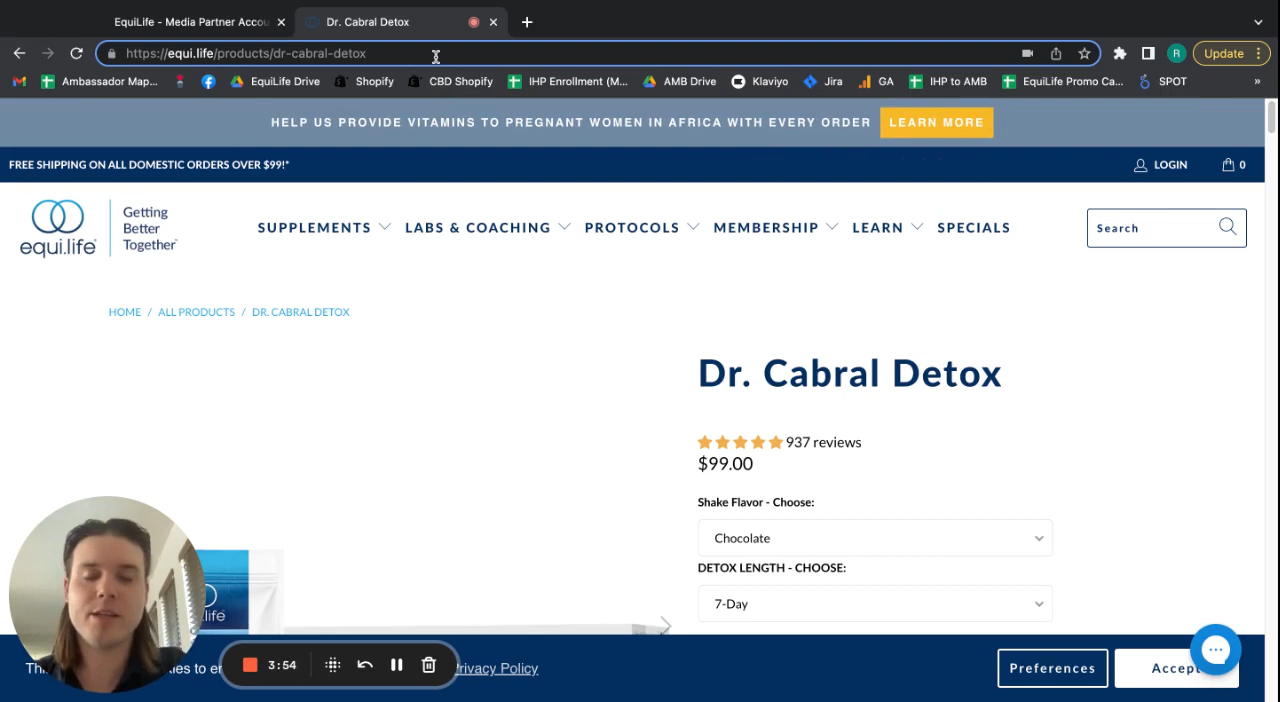 EquiLife - Media Partner Accou
Dr. Cabral Detox
https://equi.life/products/dr-cabral-detox
R
Update
Ambassador Map...
EquiLife Drive
Shopify
CBD Shopify
IHP Enrollment (M...
AMB Drive
Klaviyo
Jira
GA
IHP to AMB
EquiLife Promo Ca...
SPOT
»
HELP US PROVIDE VITAMINS TO PREGNANT WOMEN IN AFRICA WITH EVERY ORDER
LEARN MORE
FREE SHIPPING ON ALL DOMESTIC ORDERS OVER $99!*
LOGIN
0
equi.life
Getting
Better
Together
SUPPLEMENTS
LABS & COACHING
PROTOCOLS
MEMBERSHIP
LEARN
SPECIALS
Search
HOME / ALL PRODUCTS / DR. CABRAL DETOX
Dr. Cabral Detox
937 reviews
$99.00
Shake Flavor - Choose:
Chocolate
DETOX LENGTH - CHOOSE:
7-Day
3:54
Privacy Policy
Preferences